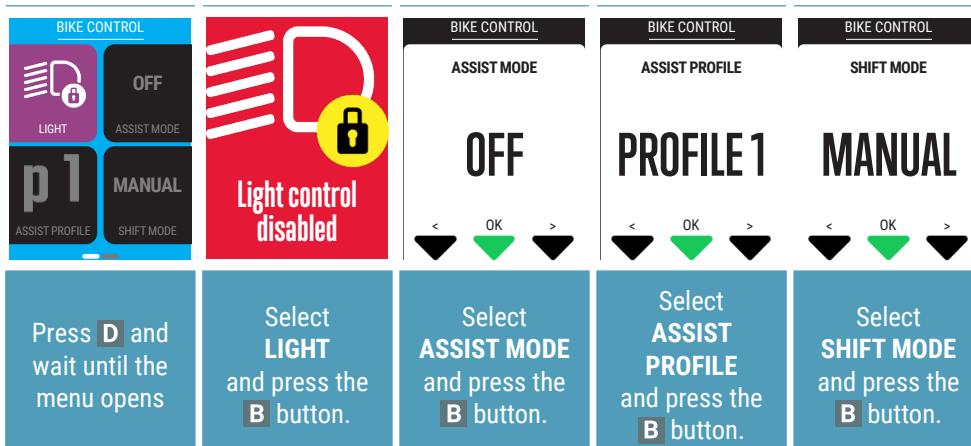 BIKE CONTROL
OFF
LIGHT
ASSIST MODE
p 1
MANUAL
ASSIST PROFILE
SHIFT MODE
Press D and
wait until the
menu opens
Light control
disabled
Select
LIGHT
and press the
B button.
BIKE CONTROL
ASSIST MODE
OFF
< OK >
Select
ASSIST MODE
and press the
B button.
BIKE CONTROL
ASSIST PROFILE
PROFILE 1
< OK >
Select
ASSIST
PROFILE
and press the
B button.
BIKE CONTROL
SHIFT MODE
MANUAL
< OK >
Select
SHIFT MODE
and press the
B button.